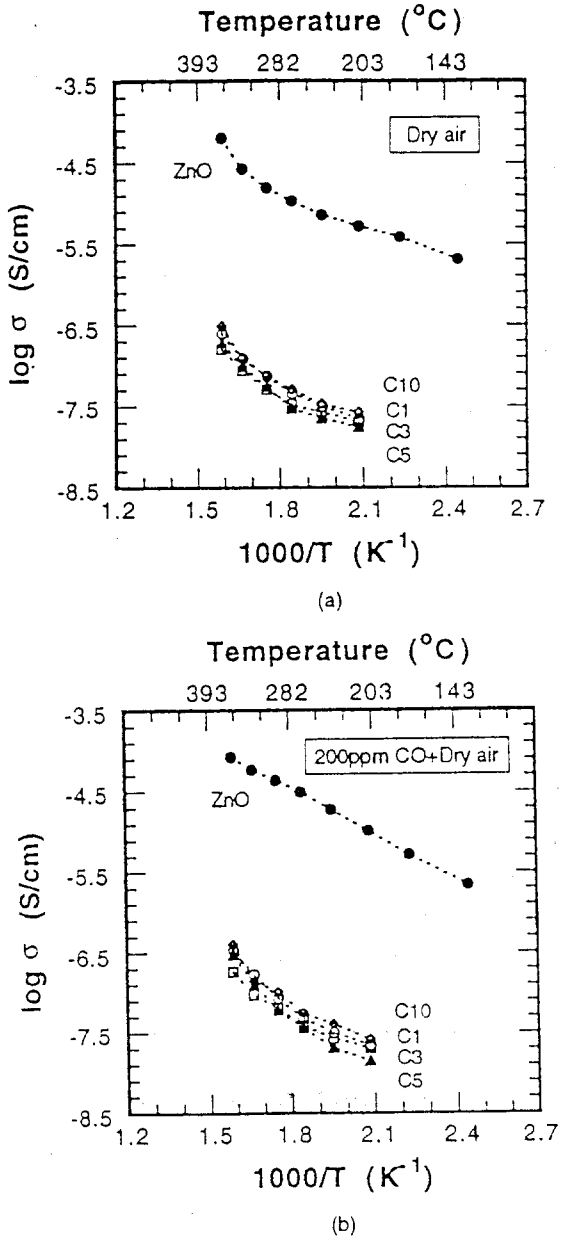 Temperature (°C)
393 282 203 143
-3.5
Dry air
-4.5
ZnO
-5.5
log σ (S/cm)
-6.5
C10
-7.5
C1
C3
C5
-8.5
1.2 1.5 1.8 2.1 2.4 2.7
1000/T (K⁻¹)
(a)
Temperature (°C)
393 282 203 143
-3.5
200ppm CO+Dry air
-4.5
ZnO
-5.5
log σ (S/cm)
-6.5
C10
-7.5
C1
C3
C5
-8.5
1.2 1.5 1.8 2.1 2.4 2.7
1000/T (K⁻¹)
(b)